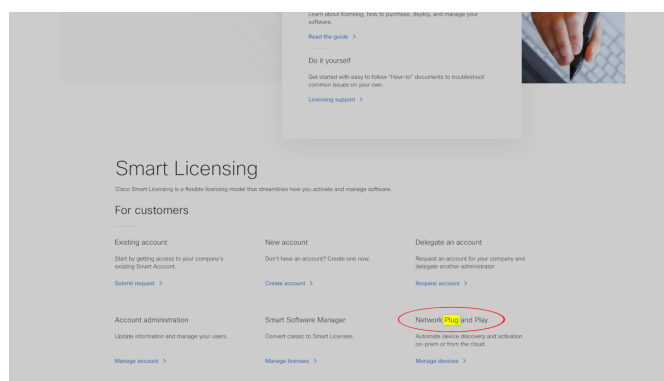 Learn about licensing, how to purchase, deploy, and manage your
software.
Read the guide >
Do it yourself
Get started with easy to follow "How-to" documents to troubleshoot
common issues on your own.
Licensing support >
Smart Licensing
Cisco Smart Licensing is a flexible licensing model that streamlines how you activate and manage software.
For customers
Existing account
Start by getting access to your company's
existing Smart Account.
Submit request >
New account
Don't have an account? Create one now.
Create account >
Delegate an account
Request an account for your company and
delegate another administrator.
Request account >
Account administration
Update information and manage your users.
Manage account >
Smart Software Manager
Convert classic to Smart Licenses.
Manage licenses >
Network Plug and Play
Automate device discovery and activation
on-prem or from the cloud.
Manage devices >